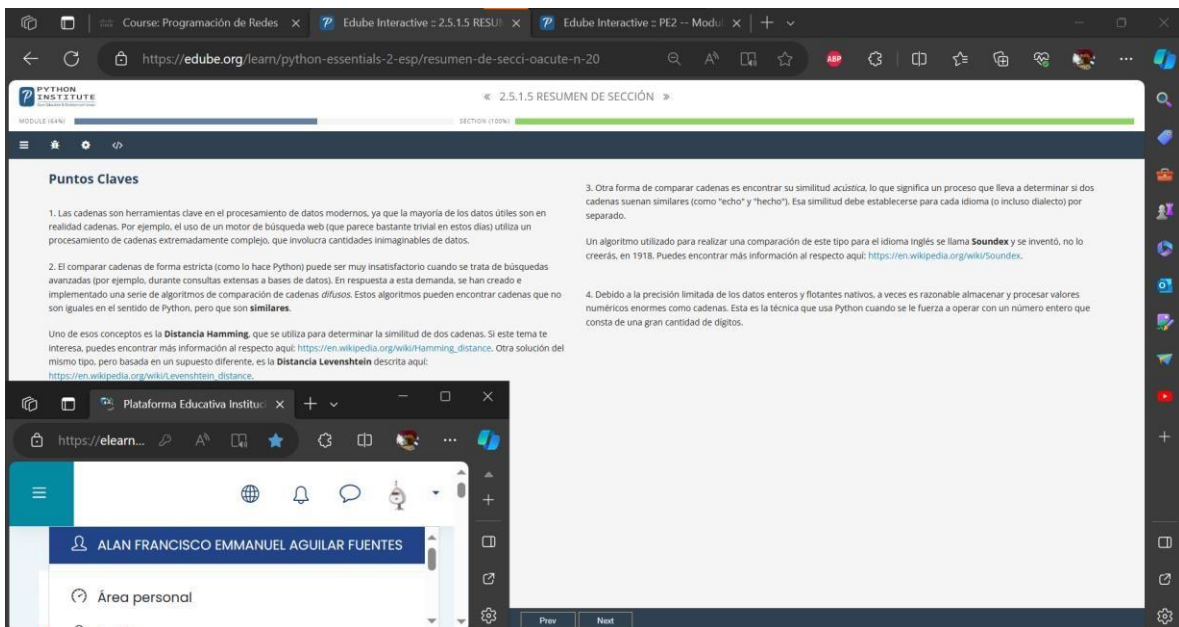 Course: Programación de Redes
Edube Interactive :: 2.5.1.5 RESU
Edube Interactive :: PE2 -- Modul
https://edube.org/learn/python-essentials-2-esp/resumen-de-secci-oacute-n-20
ABP
PYTHON
INSTITUTE
« 2.5.1.5 RESUMEN DE SECCIÓN »
MODULE (64%)
SECTION (100%)
Puntos Claves
1. Las cadenas son herramientas clave en el procesamiento de datos modernos, ya que la mayoría de los datos útiles son en
realidad cadenas. Por ejemplo, el uso de un motor de búsqueda web (que parece bastante trivial en estos días) utiliza un
procesamiento de cadenas extremadamente complejo, que involucra cantidades inimaginables de datos.
2. El comparar cadenas de forma estricta (como lo hace Python) puede ser muy insatisfactorio cuando se trata de búsquedas
avanzadas (por ejemplo, durante consultas extensas a bases de datos). En respuesta a esta demanda, se han creado e
implementado una serie de algoritmos de comparación de cadenas difusos. Estos algoritmos pueden encontrar cadenas que no
son iguales en el sentido de Python, pero que son similares.
Uno de esos conceptos es la Distancia Hamming, que se utiliza para determinar la similitud de dos cadenas. Si este tema te
interesa, puedes encontrar más información al respecto aquí: https://en.wikipedia.org/wiki/Hamming_distance. Otra solución del
mismo tipo, pero basada en un supuesto diferente, es la Distancia Levenshtein descrita aquí:
https://en.wikipedia.org/wiki/Levenshtein_distance.
3. Otra forma de comparar cadenas es encontrar su similitud acústica, lo que significa un proceso que lleva a determinar si dos
cadenas suenan similares (como "echo" y "hecho"). Esa similitud debe establecerse para cada idioma (o incluso dialecto) por
separado.
Un algoritmo utilizado para realizar una comparación de este tipo para el idioma Inglés se llama Soundex y se inventó, no lo
creerás, en 1918. Puedes encontrar más información al respecto aquí: https://en.wikipedia.org/wiki/Soundex.
4. Debido a la precisión limitada de los datos enteros y flotantes nativos, a veces es razonable almacenar y procesar valores
numéricos enormes como cadenas. Esta es la técnica que usa Python cuando se le fuerza a operar con un número entero que
consta de una gran cantidad de dígitos.
Plataforma Educativa Instituc
https://elearn...
ALAN FRANCISCO EMMANUEL AGUILAR FUENTES
Área personal
Prev
Next